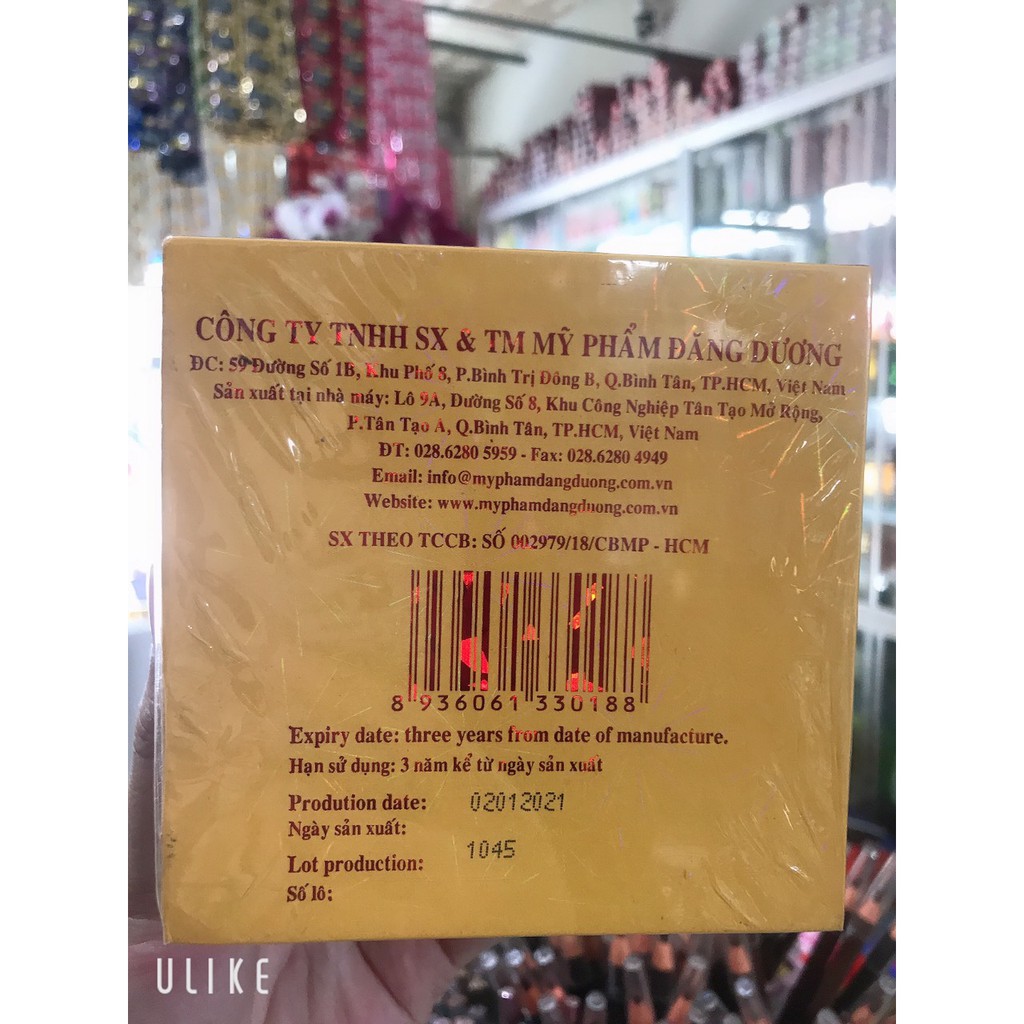 CÔNG TY TNHH SX & TM MỸ PHẨM ĐĂNG DƯƠNG
ĐC: 59 Đường Số 1B, Khu Phố 8, P.Bình Trị Đông B, Q.Bình Tân, TP.HCM, Việt Nam
Sản xuất tại nhà máy: Lô 9A, Đường Số 8, Khu Công Nghiệp Tân Tạo Mở Rộng,
P.Tân Tạo A, Q.Bình Tân, TP.HCM, Việt Nam
ĐT: 028.6280 5959 - Fax: 028.6280 4949
Email: info@myphamdangduong.com.vn
Website: www.myphamdangduong.com.vn
SX THEO TCCB: SỐ 002979/18/CBMP - HCM
8 936061 330188
Expiry date: three years from date of manufacture.
Hạn sử dụng: 3 năm kể từ ngày sản xuất
Prodution date: 02012021
Ngày sản xuất:
1045
Lot production:
Số lô:
ULIKE